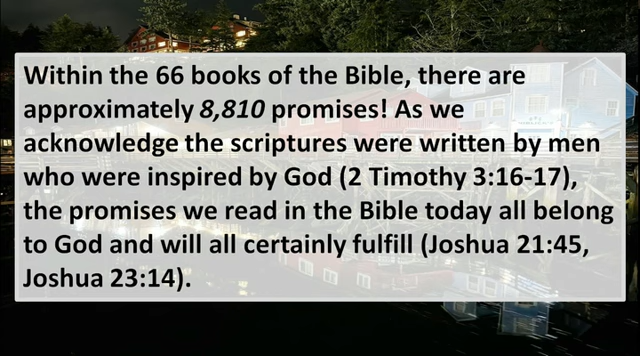 Within the 66 books of the Bible, there are
approximately 8,810 promises! As we
acknowledge the scriptures were written by men
who were inspired by God (2 Timothy 3:16-17),
the promises we read in the Bible today all belong
to God and will all certainly fulfill (Joshua 21:45,
Joshua 23:14).